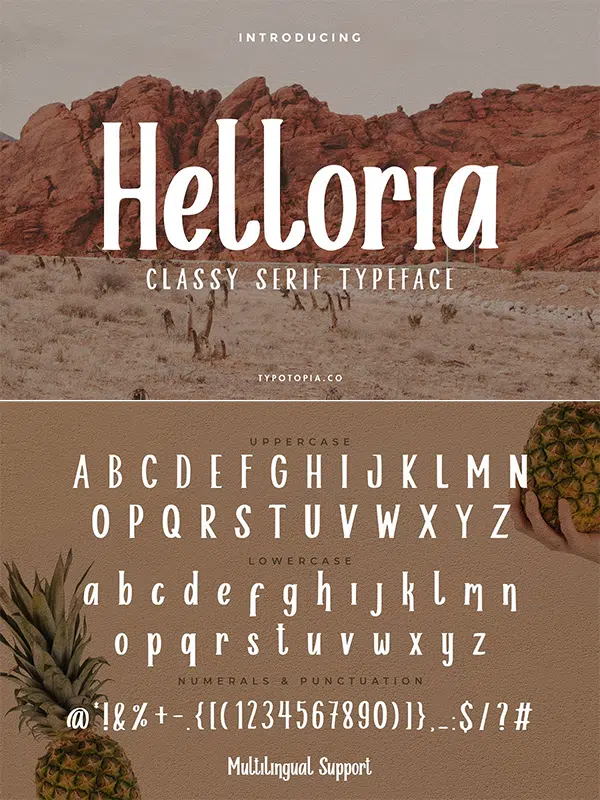 INTRODUCING
Helloria
CLASSY SERIF TYPEFACE
TYPOTOPIA.CO
UPPERCASE
A B C D E F G H I J K L M N
O P Q R S T U V W X Y Z
LOWERCASE
a b c d e f g h i j k l m n
o p q r s t u v w x y z
NUMERALS & PUNCTUATION
@'!&%+-.{[(1234567890)]},_:$/?#
Multilingual Support